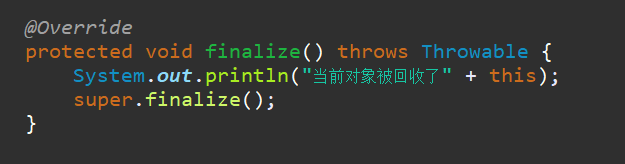 @Override
protected void finalize() throws Throwable {
    System.out.println("当前对象被回收了" + this);
    super.finalize();
}